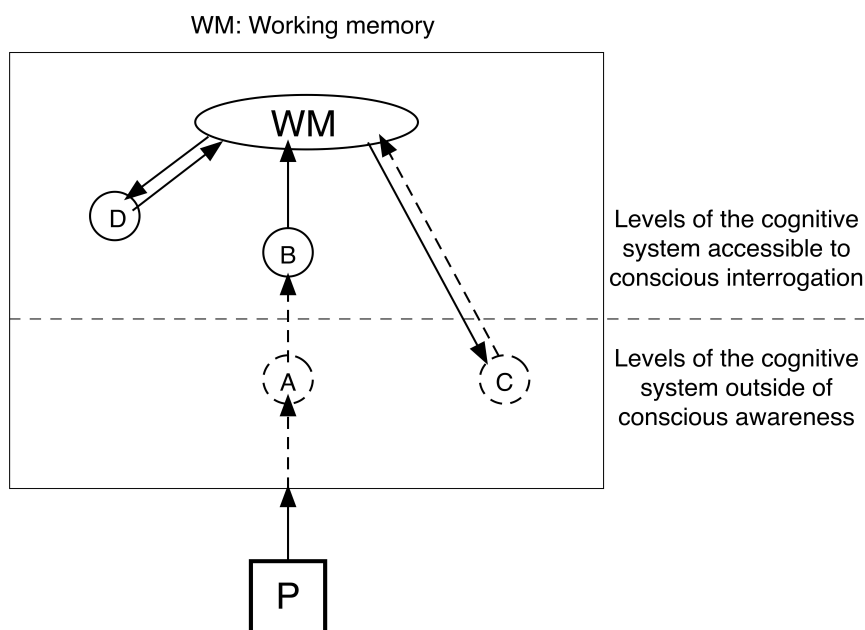 WM: Working memory
WM
D
B
Levels of the cognitive
system accessible to
conscious interrogation
A
C
Levels of the cognitive
system outside of
conscious awareness
P